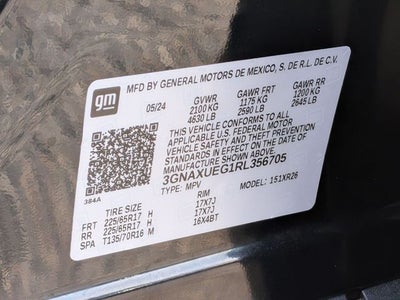 gm
MFD BY GENERAL MOTORS DE MEXICO, S. DE R.L. DE C.V.
05/24 GVWR GAWR FRT GAWR RR
2100 KG 1175 KG 1200 KG
4630 LB 2590 LB 2645 LB
THIS VEHICLE CONFORMS TO ALL
APPLICABLE U.S. FEDERAL MOTOR
VEHICLE SAFETY, BUMPER, AND THEFT
PREVENTION STANDARDS IN EFFECT ON
THE DATE OF MANUFACTURE SHOWN ABOVE.
3GNAXUEG1RL356705
TYPE: MPV MODEL: 151XR26
384A
TIRE SIZE RIM
FRT 225/65R17 H 17X7J
RR 225/65R17 H 17X7J
SPA T135/70R16 M 16X4BT